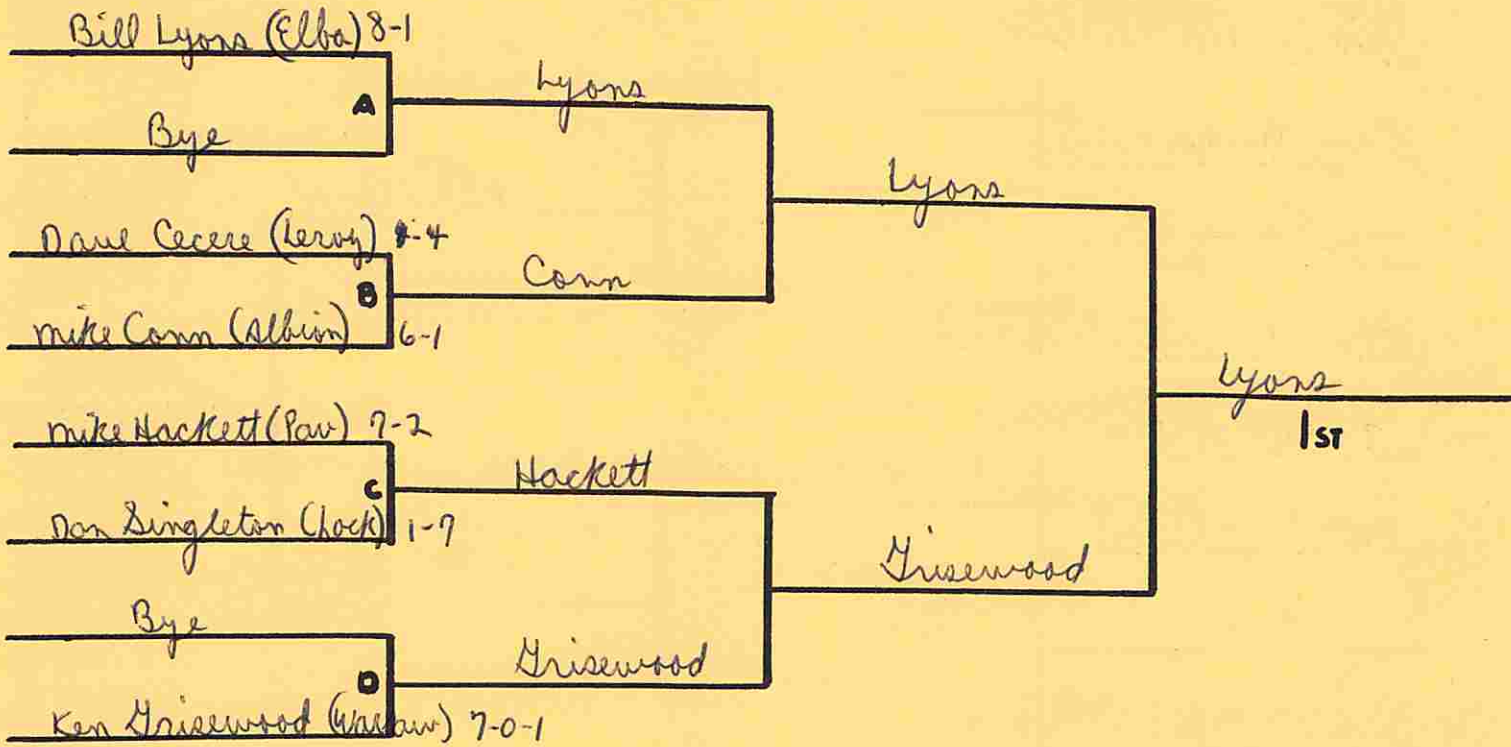 Bill Lyons (Elba) 8-1
A
Bye
Lyons
Dave Cecere (Leroy) -4
B
Mike Conn (Albion) 6-1
Conn
Lyons
Mike Hackett (Pav) 7-2
C
Don Singleton (Lock) 1-7
Hackett
Bye
D
Ken Grisewood (Warsaw) 7-0-1
Grisewood
Grisewood
Lyons
1ST